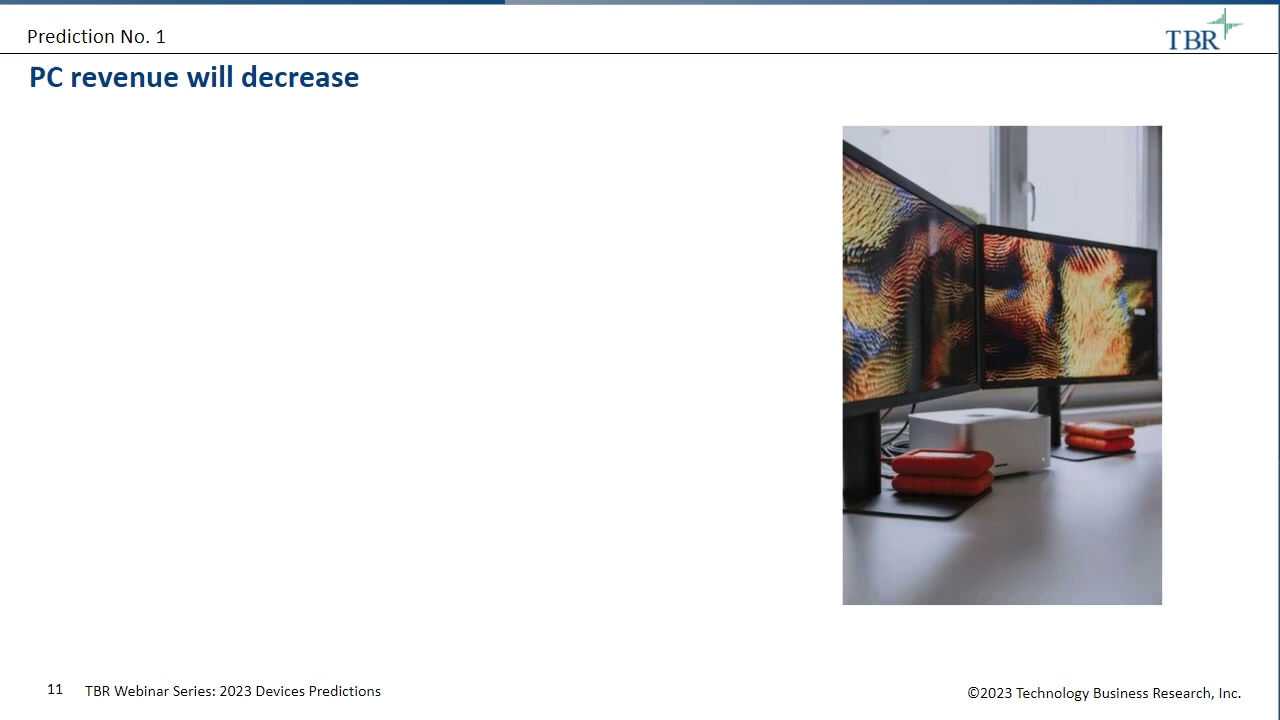 Prediction No. 1
TBR
PC revenue will decrease
11 TBR Webinar Series: 2023 Devices Predictions
©2023 Technology Business Research, Inc.